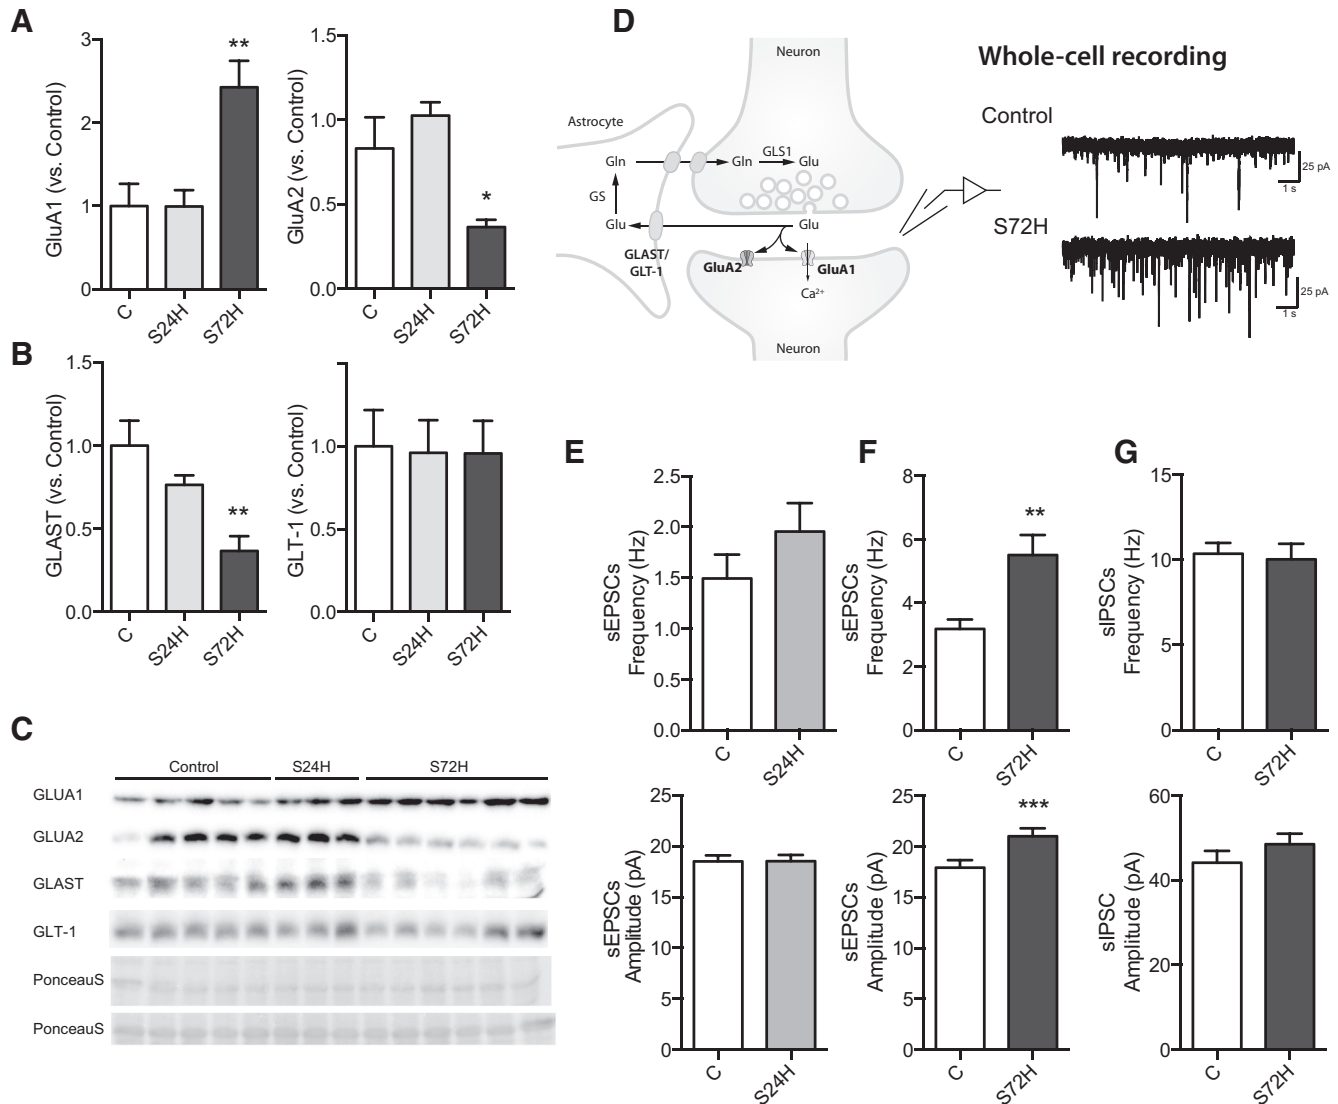 A
GluA1 (vs. Control)
3
2
1
0
**
C
S24H
S72H
GluA2 (vs. Control)
1.5
1.0
0.5
0.0
*
C
S24H
S72H
B
GLAST (vs. Control)
1.5
1.0
0.5
0.0
**
C
S24H
S72H
GLT-1 (vs. Control)
1.0
0.5
0.0
C
S24H
S72H
C
Control
S24H
S72H
GLUA1
GLUA2
GLAST
GLT-1
PonceauS
PonceauS
D
Neuron
Astrocyte
Gln
Gln
GLS1
Glu
GS
Glu
Glu
GLAST/
GLT-1
GluA2
GluA1
Ca²⁺
Neuron
Whole-cell recording
Control
25 pA
1 s
S72H
25 pA
1 s
E
sEPSCs
Frequency (Hz)
2.5
2.0
1.5
1.0
0.5
0.0
C
S24H
sEPSCs
Amplitude (pA)
25
20
15
10
5
0
C
S24H
F
sEPSCs
Frequency (Hz)
8
6
4
2
0
**
C
S72H
sEPSCs
Amplitude (pA)
25
20
15
10
5
0
***
C
S72H
G
sIPSCs
Frequency (Hz)
15
10
5
0
C
S72H
sIPSC
Amplitude (pA)
60
40
20
0
C
S72H